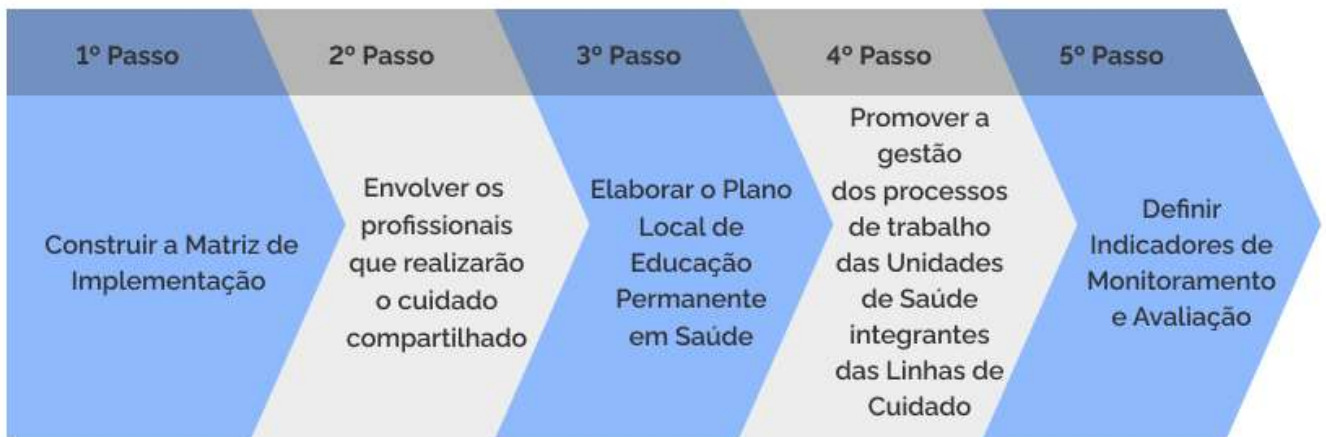 1º Passo
Construir a Matriz de
Implementação
2º Passo
Envolver os
profissionais
que realizarão
o cuidado
compartilhado
3º Passo
Elaborar o Plano
Local de
Educação
Permanente
em Saúde
4º Passo
Promover a
gestão
dos processos
de trabalho
das Unidades
de Saúde
integrantes
das Linhas de
Cuidado
5º Passo
Definir
Indicadores de
Monitoramento
e Avaliação